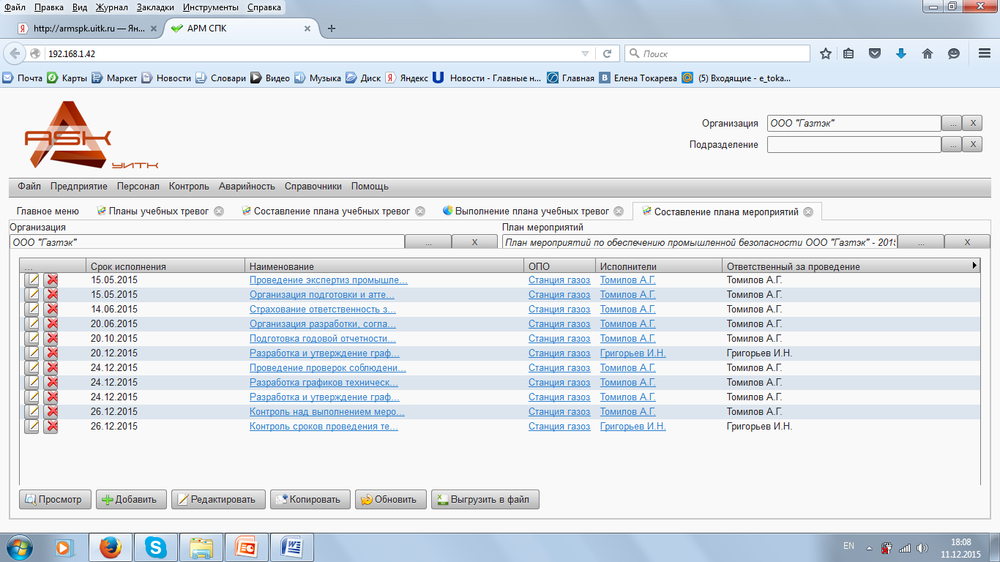 Файл Правка Вид Журнал Закладки Инструменты Справка
http://armspk.uitk.ru — Ян... АРМ СПК
192.168.1.42 Поиск
Почта Карты Маркет Новости Словари Видео Музыка Диск Яндекс Новости - Главные н... Главная Елена Токарева (5) Входящие - e_tока...
ASK УИТК
Организация ООО "Газтэк" ... X
Подразделение ... X
Файл Предприятие Персонал Контроль Аварийность Справочники Помощь
Главное меню Планы учебных тревог Составление плана учебных тревог Выполнение плана учебных тревог Составление плана мероприятий
Организация План мероприятий
ООО "Газтэк" ... X План мероприятий по обеспечению промышленной безопасности ООО "Газтэк" - 2015 ... X
... Срок исполнения Наименование ОПО Исполнители Ответственный за проведение
15.05.2015 Проведение экспертиз промышле... Станция газоз Томилов А.Г. Томилов А.Г.
15.05.2015 Организация подготовки и атте... Станция газоз Томилов А.Г. Томилов А.Г.
14.06.2015 Страхование ответственность з... Станция газоз Томилов А.Г. Томилов А.Г.
20.06.2015 Организация разработки, согла... Станция газоз Томилов А.Г. Томилов А.Г.
20.10.2015 Подготовка годовой отчетности... Станция газоз Томилов А.Г. Томилов А.Г.
20.12.2015 Разработка и утверждение граф... Станция газоз Григорьев И.Н. Григорьев И.Н.
24.12.2015 Проведение проверок соблюдени... Станция газоз Томилов А.Г. Томилов А.Г.
24.12.2015 Разработка графиков техническ... Станция газоз Томилов А.Г. Томилов А.Г.
24.12.2015 Разработка и утверждение граф... Станция газоз Томилов А.Г. Томилов А.Г.
26.12.2015 Контроль над выполнением меро... Станция газоз Томилов А.Г. Томилов А.Г.
26.12.2015 Контроль сроков проведения те... Станция газоз Григорьев И.Н. Григорьев И.Н.
Просмотр Добавить Редактировать Копировать Обновить Выгрузить в файл
EN 18:08
11.12.2015